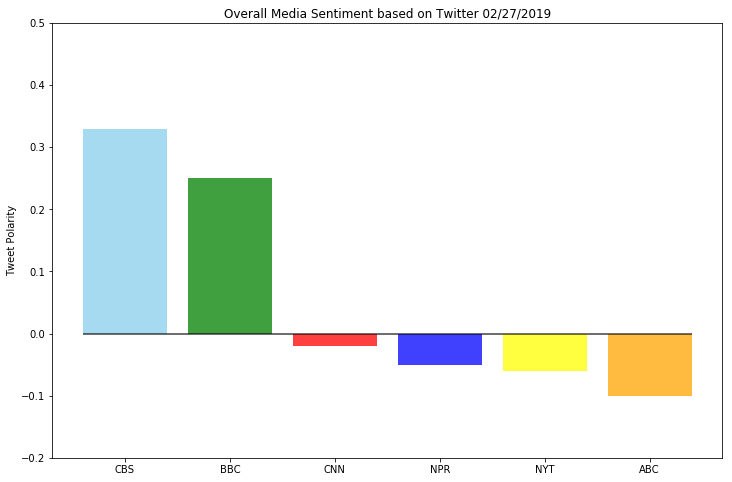 Overall Media Sentiment based on Twitter 02/27/2019
Tweet Polarity
0.5
0.4
0.3
0.2
0.1
0.0
−0.1
−0.2
CBS BBC CNN NPR NYT ABC